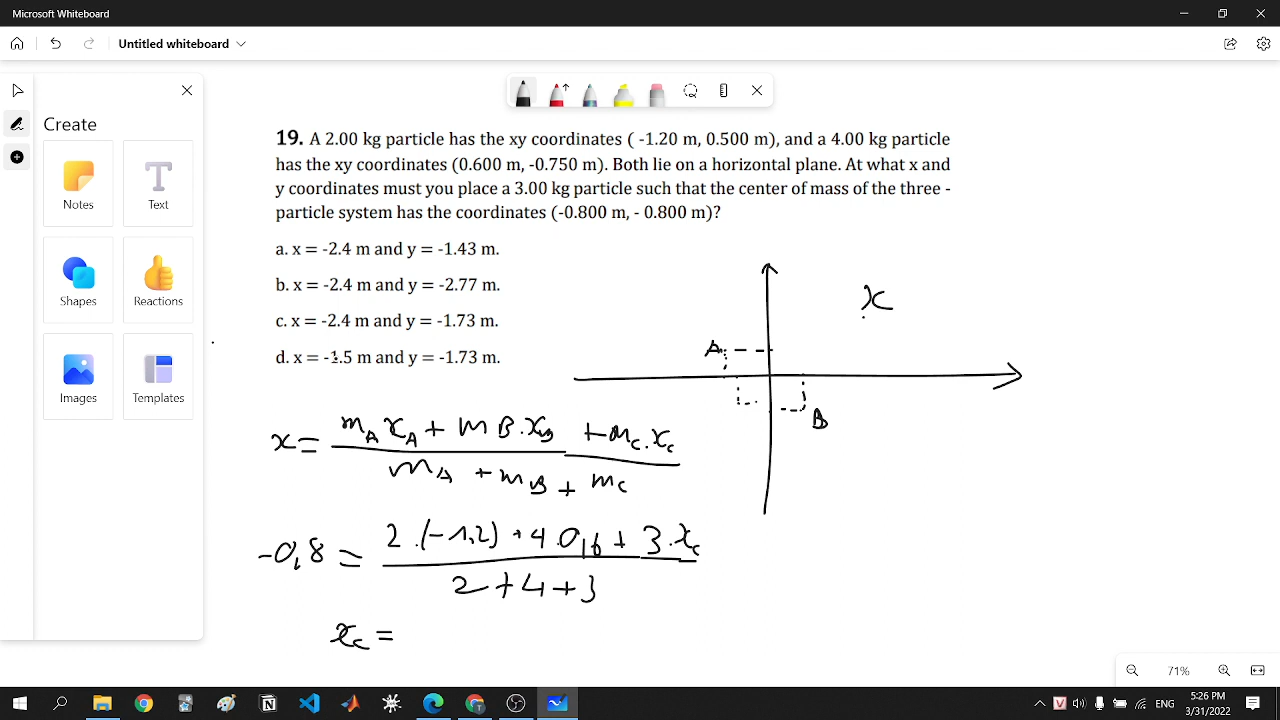 Microsoft Whiteboard
Untitled whiteboard
Create
Notes
Text
Shapes
Reactions
Images
Templates
19. A 2.00 kg particle has the xy coordinates ( -1.20 m, 0.500 m), and a 4.00 kg particle
has the xy coordinates (0.600 m, -0.750 m). Both lie on a horizontal plane. At what x and
y coordinates must you place a 3.00 kg particle such that the center of mass of the three -
particle system has the coordinates (-0.800 m, - 0.800 m)?
a. x = -2.4 m and y = -1.43 m.
b. x = -2.4 m and y = -2.77 m.
c. x = -2.4 m and y = -1.73 m.
d. x = -1.5 m and y = -1.73 m.
x
A
B
x = mA xA + mB.xB + mC.xC
mA + mB + mC
-0,8 = 2.(-1,2) + 4.0,6 + 3.xC
2+4+3
xC =
71%
ENG
5:26 PM
3/31/2022